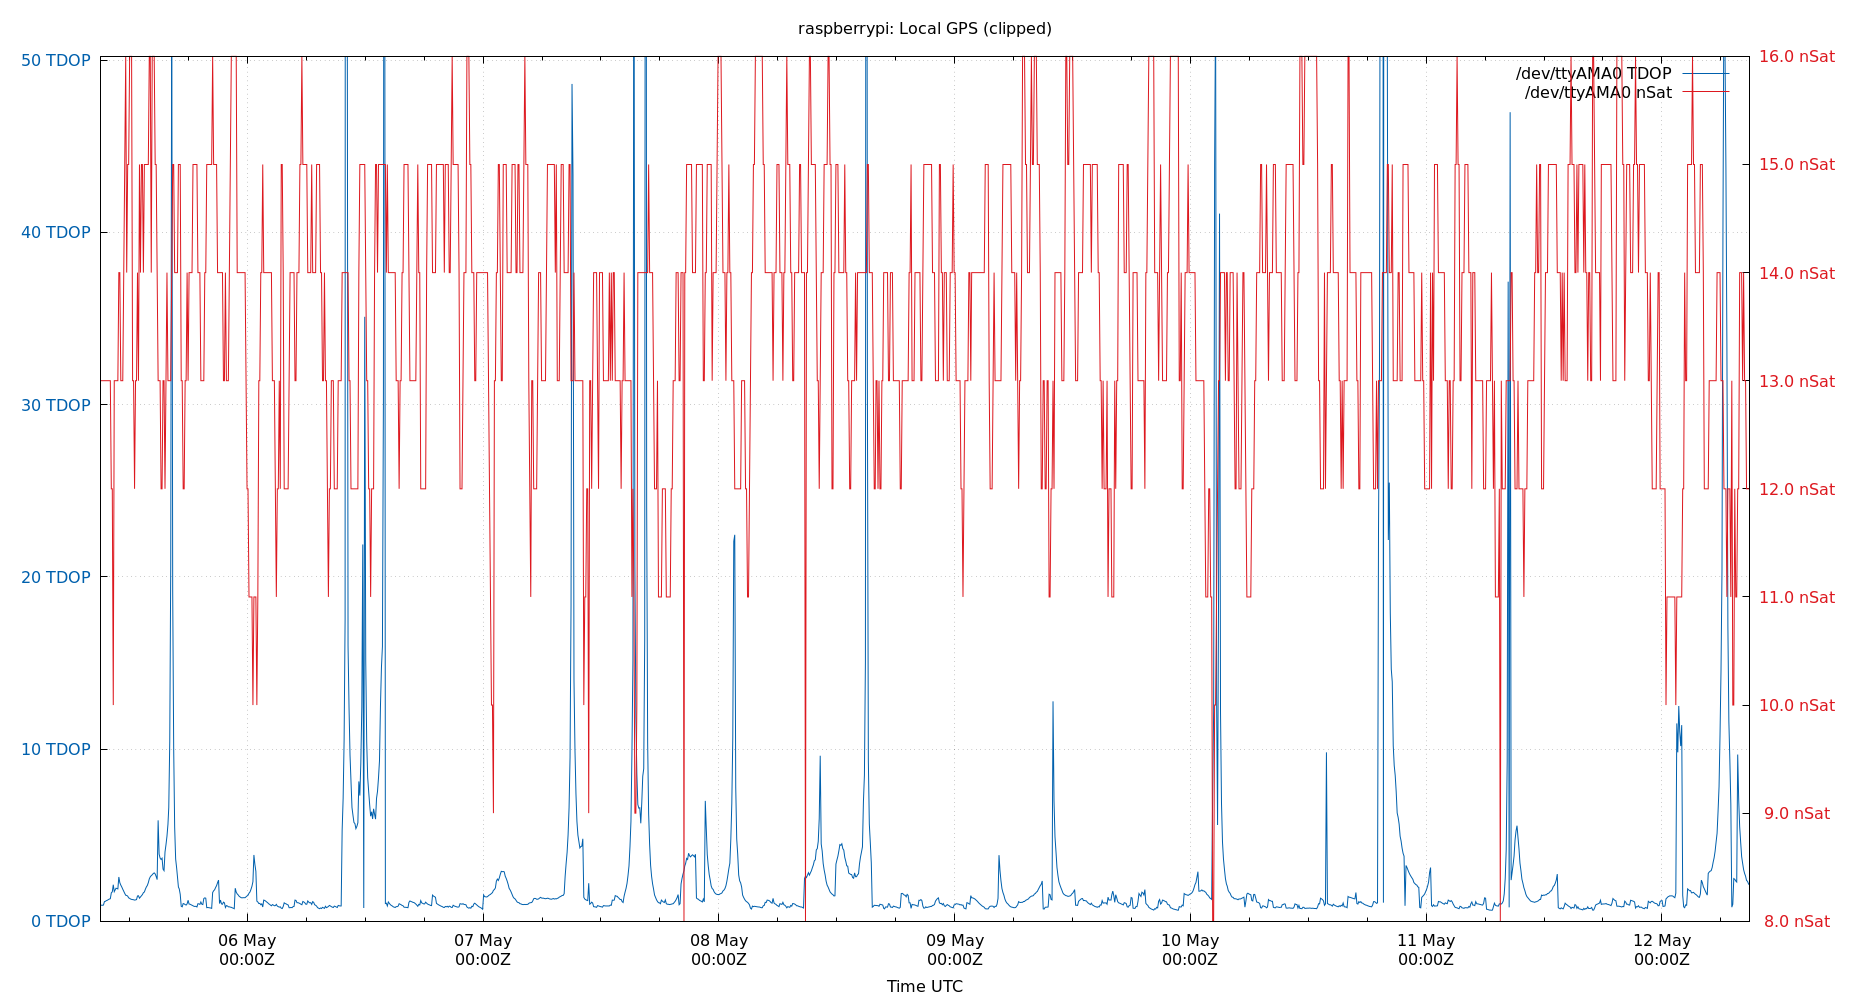 raspberrypi: Local GPS (clipped)
50 TDOP
40 TDOP
30 TDOP
20 TDOP
10 TDOP
0 TDOP
/dev/ttyAMA0 TDOP
/dev/ttyAMA0 nSat
16.0 nSat
15.0 nSat
14.0 nSat
13.0 nSat
12.0 nSat
11.0 nSat
10.0 nSat
9.0 nSat
8.0 nSat
06 May
00:00Z
07 May
00:00Z
08 May
00:00Z
09 May
00:00Z
10 May
00:00Z
11 May
00:00Z
12 May
00:00Z
Time UTC